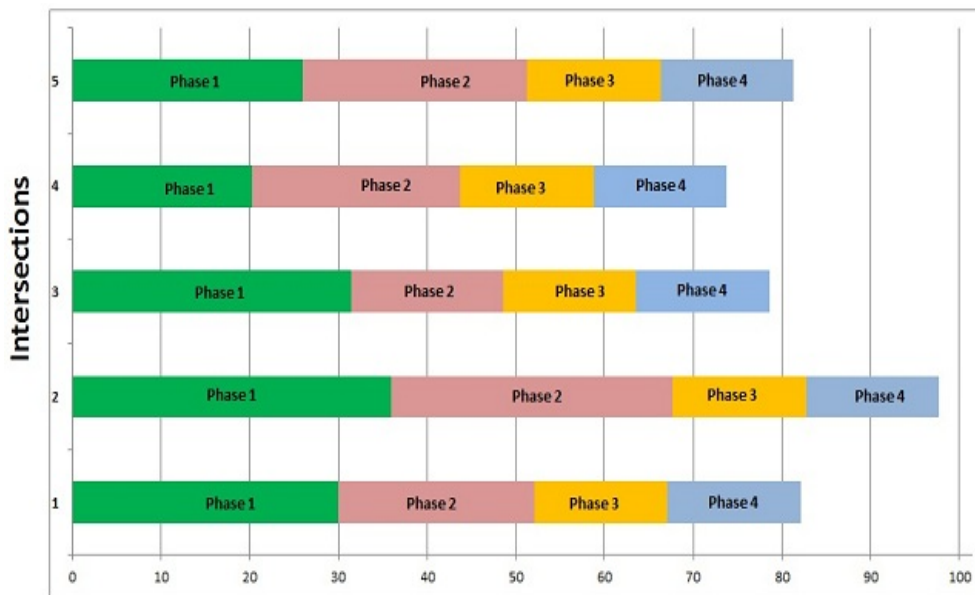 Intersections
5 Phase 1 Phase 2 Phase 3 Phase 4
4 Phase 1 Phase 2 Phase 3 Phase 4
3 Phase 1 Phase 2 Phase 3 Phase 4
2 Phase 1 Phase 2 Phase 3 Phase 4
1 Phase 1 Phase 2 Phase 3 Phase 4
0 10 20 30 40 50 60 70 80 90 100